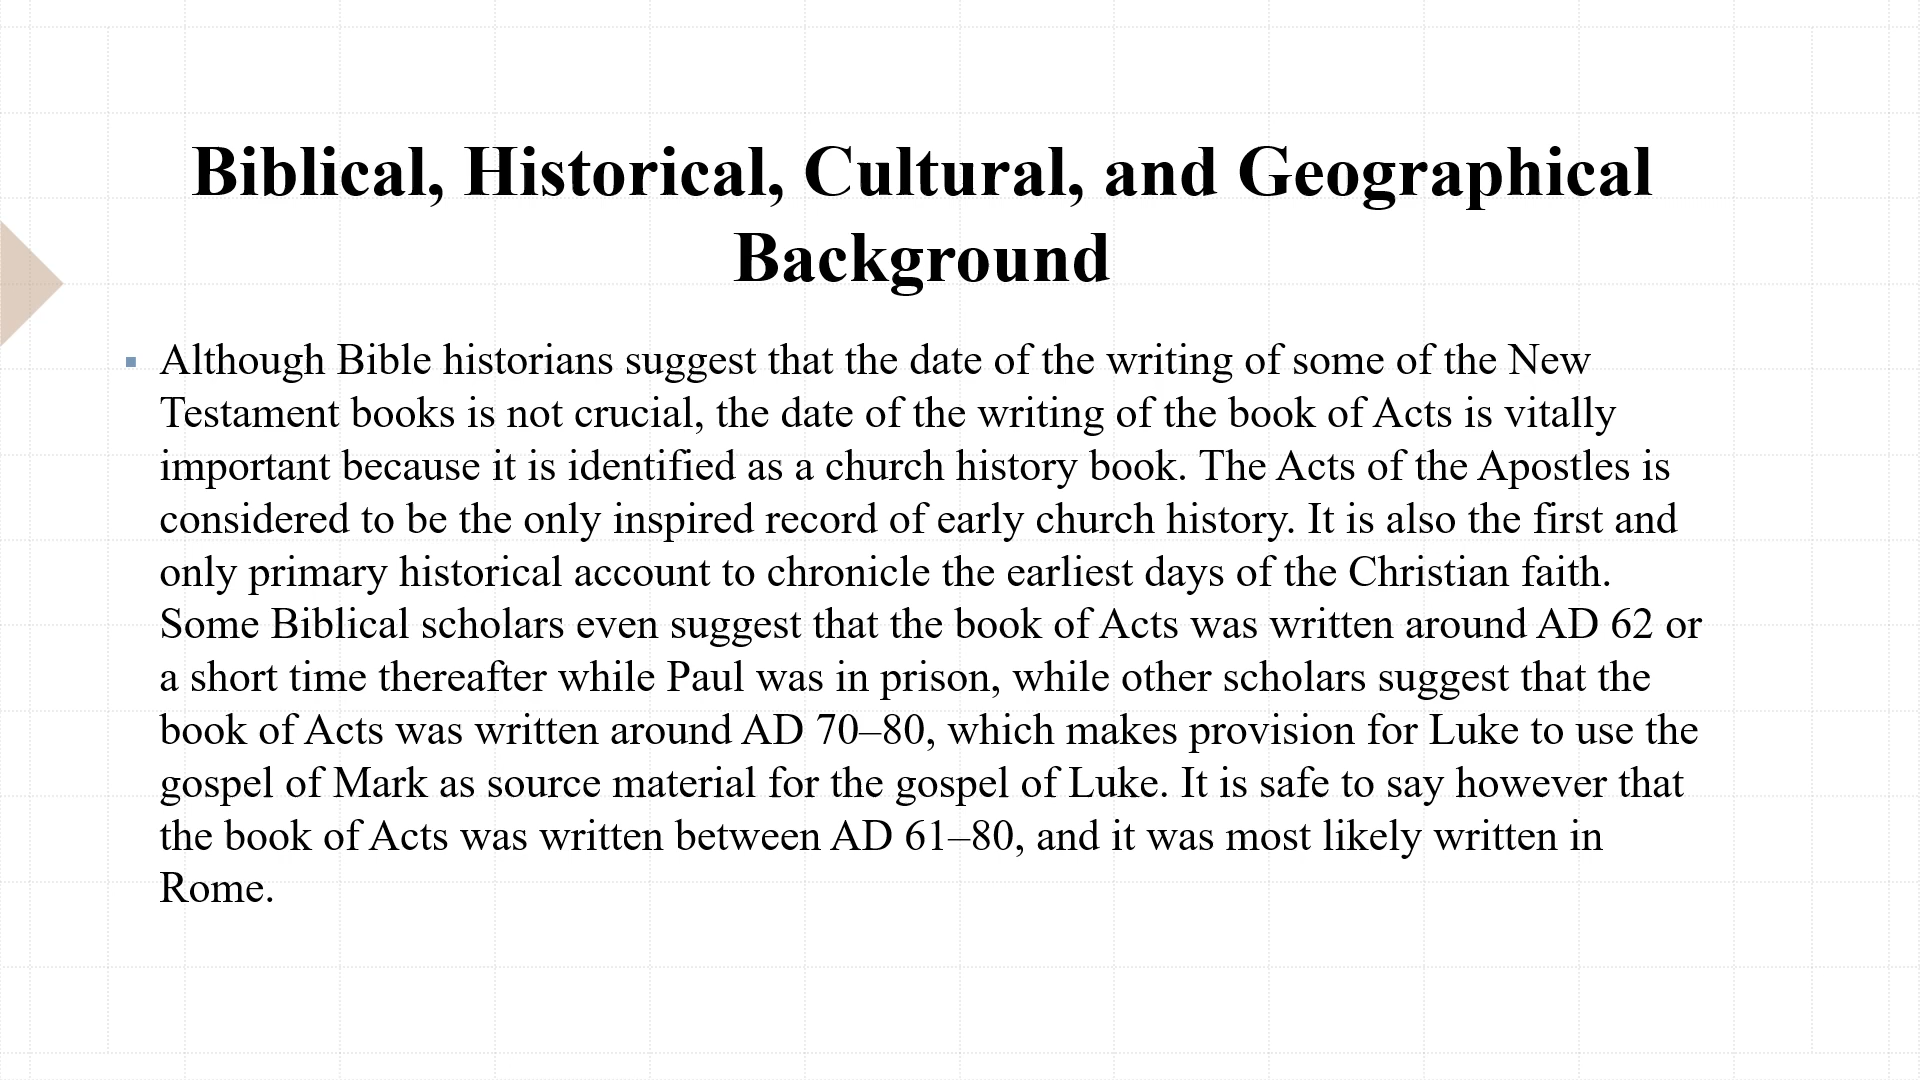 Biblical, Historical, Cultural, and Geographical
Background
▪ Although Bible historians suggest that the date of the writing of some of the New
Testament books is not crucial, the date of the writing of the book of Acts is vitally
important because it is identified as a church history book. The Acts of the Apostles is
considered to be the only inspired record of early church history. It is also the first and
only primary historical account to chronicle the earliest days of the Christian faith.
Some Biblical scholars even suggest that the book of Acts was written around AD 62 or
a short time thereafter while Paul was in prison, while other scholars suggest that the
book of Acts was written around AD 70–80, which makes provision for Luke to use the
gospel of Mark as source material for the gospel of Luke. It is safe to say however that
the book of Acts was written between AD 61–80, and it was most likely written in
Rome.